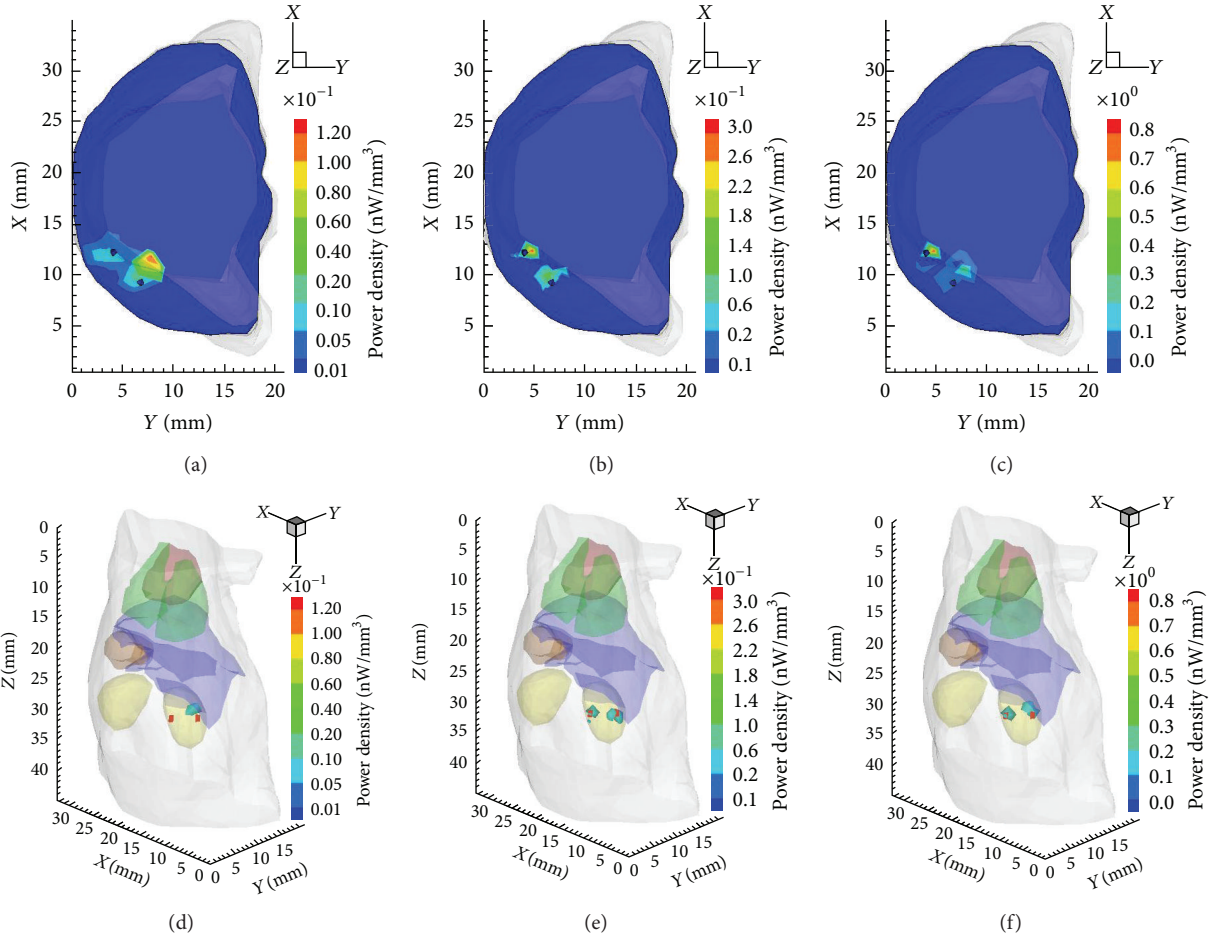 X
Z
Y
×10⁻¹
1.20
1.00
0.80
0.60
0.40
0.20
0.10
0.05
0.01
Power density (nW/mm³)
30
25
20
15
10
5
X (mm)
0 5 10 15 20
Y (mm)
(a)
X
Z
Y
×10⁻¹
3.0
2.6
2.2
1.8
1.4
1.0
0.6
0.2
0.1
Power density (nW/mm³)
30
25
20
15
10
5
X (mm)
0 5 10 15 20
Y (mm)
(b)
X
Z
Y
×10⁰
0.8
0.7
0.6
0.5
0.4
0.3
0.2
0.1
0.0
Power density (nW/mm³)
30
25
20
15
10
5
X (mm)
0 5 10 15 20
Y (mm)
(c)
X
Y
Z
×10⁻¹
1.20
1.00
0.80
0.60
0.40
0.20
0.10
0.05
0.01
Power density (nW/mm³)
0
5
10
15
20
25
30
35
40
Z (mm)
30 25 20 15 10 5 0
X (mm)
0 5 10 15
Y (mm)
(d)
X
Y
Z
×10⁻¹
3.0
2.6
2.2
1.8
1.4
1.0
0.6
0.2
0.1
Power density (nW/mm³)
0
5
10
15
20
25
30
35
40
Z (mm)
30 25 20 15 10 5 0
X (mm)
0 5 10 15
Y (mm)
(e)
X
Y
Z
×10⁰
0.8
0.7
0.6
0.5
0.4
0.3
0.2
0.1
0.0
Power density (nW/mm³)
0
5
10
15
20
25
30
35
40
Z (mm)
30 25 20 15 10 5 0
X (mm)
0 5 10 15
Y (mm)
(f)